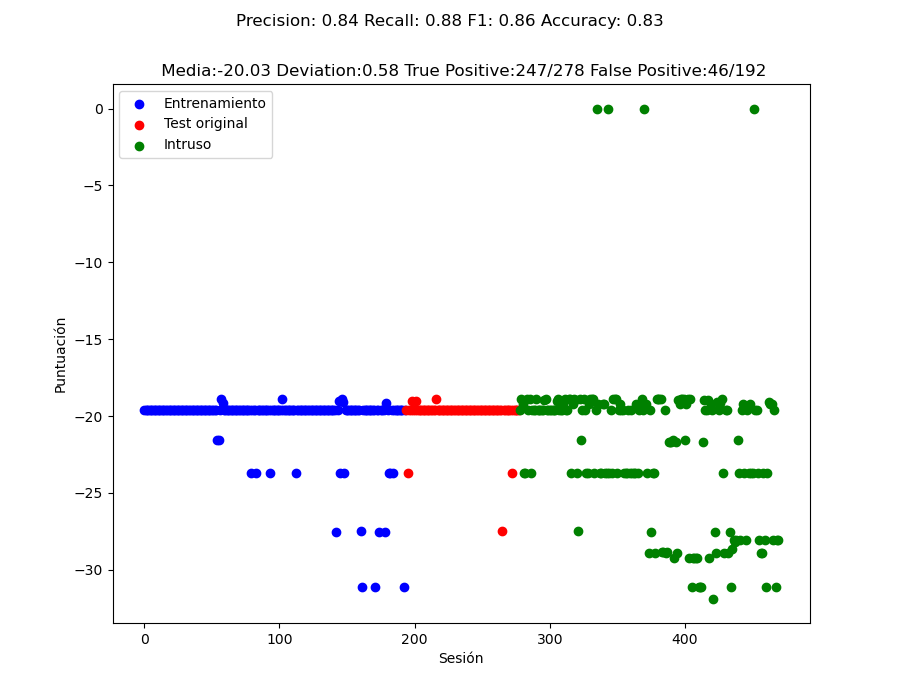 Precision: 0.84 Recall: 0.88 F1: 0.86 Accuracy: 0.83
Media:-20.03 Deviation:0.58 True Positive:247/278 False Positive:46/192
Entrenamiento
Test original
Intruso
0
−5
−10
−15
−20
−25
−30
Puntuación
0
100
200
300
400
Sesión